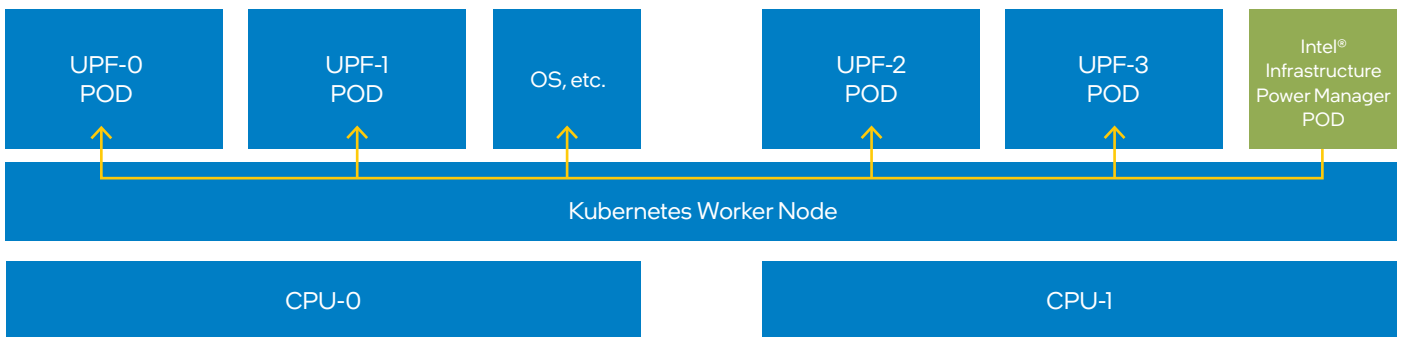 UPF-0
POD
UPF-1
POD
OS, etc.
UPF-2
POD
UPF-3
POD
Intel®
Infrastructure
Power Manager
POD
Kubernetes Worker Node
CPU-0
CPU-1